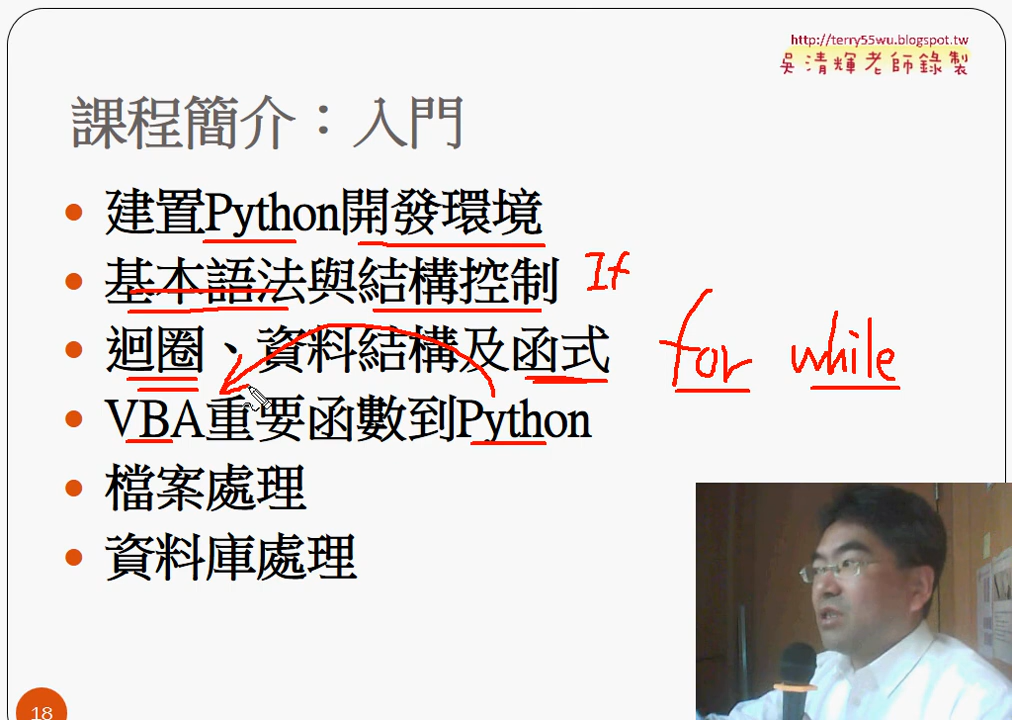 http://terry55wu.blogspot.tw
吳清輝老師錄製
課程簡介：入門
建置Python開發環境
基本語法與結構控制 If
迴圈、資料結構及函式 for while
VBA重要函數到Python
檔案處理
資料庫處理
18